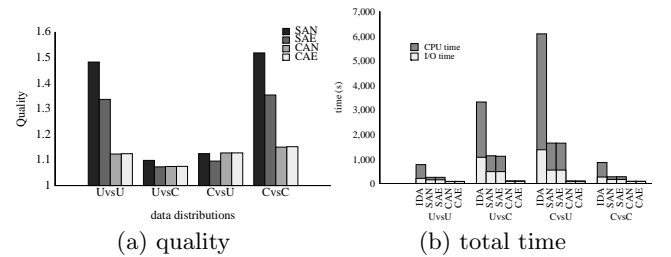 1.6
1.5
1.4
1.3
1.2
1.1
1
Quality
SAN
SAE
CAN
CAE
UvsU
UvsC
CvsU
CvsC
data distributions
(a) quality
7,000
6,000
5,000
4,000
3,000
2,000
1,000
0
time (s)
CPU time
I/O time
IDA
SAN
SAE
CAN
CAE
IDA
SAN
SAE
CAN
CAE
IDA
SAN
SAE
CAN
CAE
IDA
SAN
SAE
CAN
CAE
UvsU
UvsC
CvsU
CvsC
(b) total time